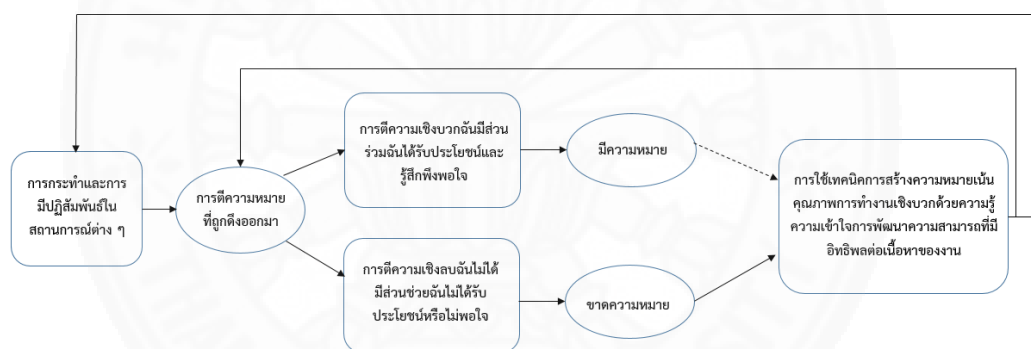 การกระทำและการ
มีปฏิสัมพันธ์ใน
สถานการณ์ต่าง ๆ
การตีความหมาย
ที่ถูกดึงออกมา
การตีความเชิงบวกฉันมีส่วน
ร่วมฉันได้รับประโยชน์และ
รู้สึกพึงพอใจ
มีความหมาย
การตีความเชิงลบฉันไม่ได้
มีส่วนช่วยฉันไม่ได้รับ
ประโยชน์หรือไม่พอใจ
ขาดความหมาย
การใช้เทคนิคการสร้างความหมายเน้น
คุณภาพการทำงานเชิงบวกด้วยความรู้
ความเข้าใจการพัฒนาความสามารถที่มี
อิทธิพลต่อเนื้อหาของงาน